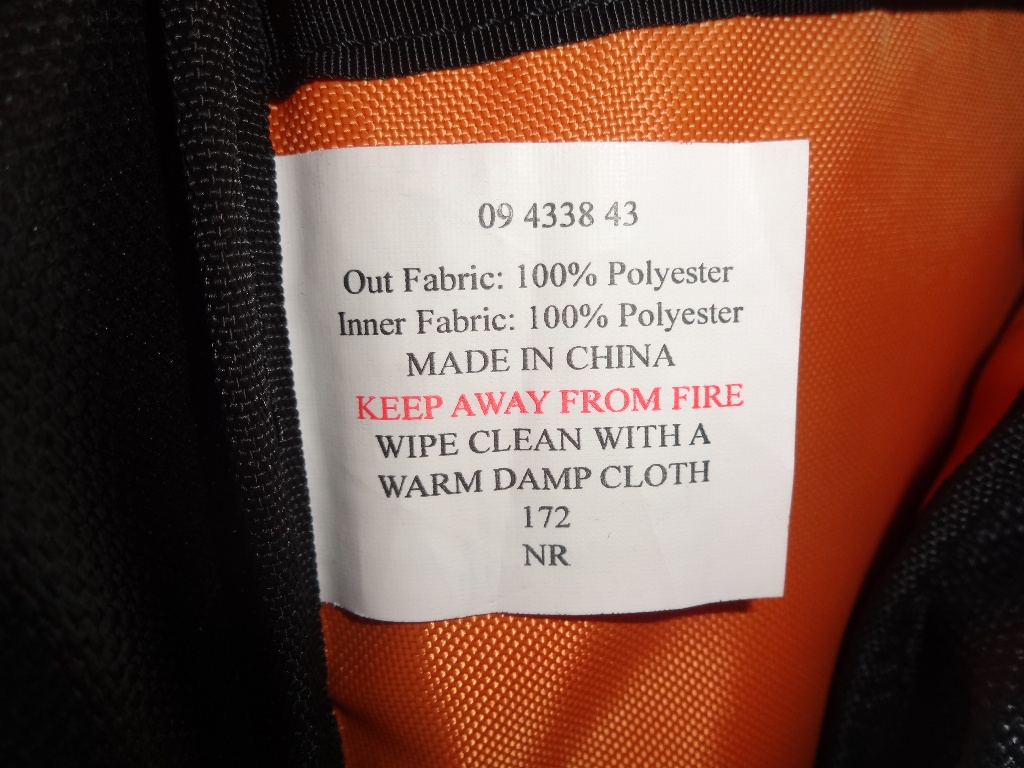 09 4338 43
Out Fabric: 100% Polyester
Inner Fabric: 100% Polyester
MADE IN CHINA
KEEP AWAY FROM FIRE
WIPE CLEAN WITH A
WARM DAMP CLOTH
172
NR